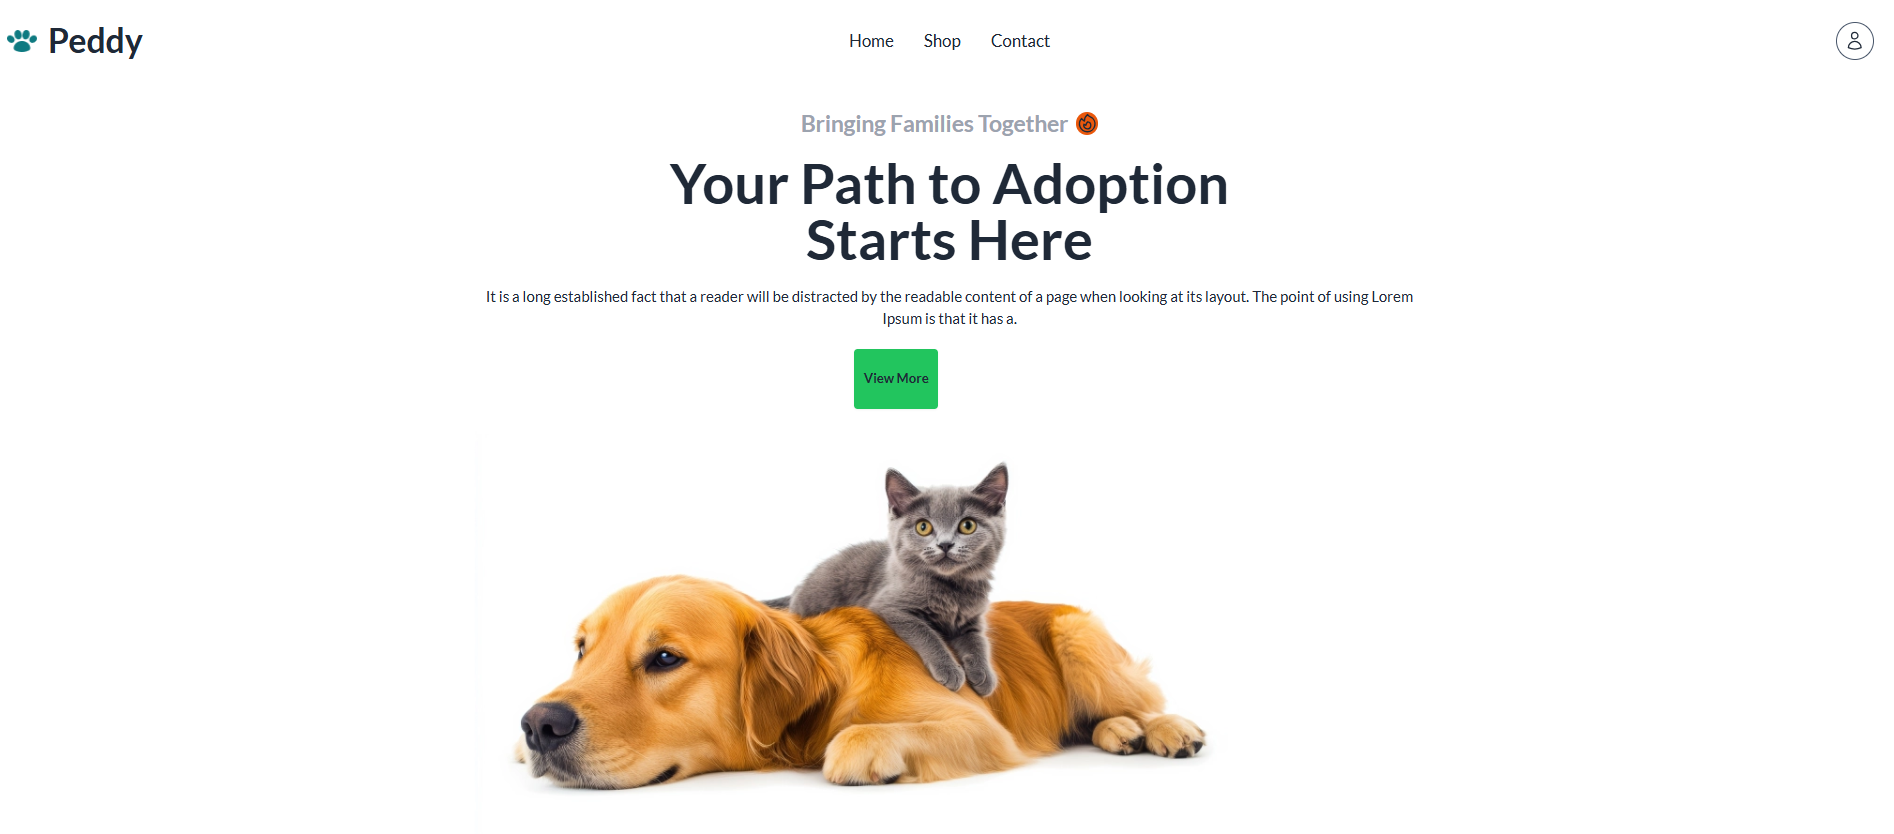 Peddy
Home Shop Contact
Bringing Families Together
Your Path to Adoption
Starts Here
It is a long established fact that a reader will be distracted by the readable content of a page when looking at its layout. The point of using Lorem
Ipsum is that it has a.
View More